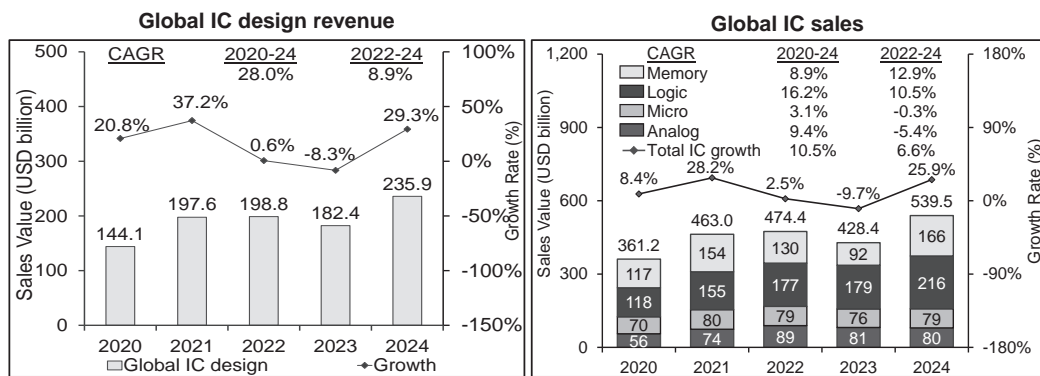 Global IC design revenue
Sales Value (USD billion)
500
400
300
200
100
0
100%
50%
0%
-50%
-100%
-150%
Growth Rate (%)
CAGR 2020-24 2022-24
28.0% 8.9%
20.8% 37.2% 0.6% -8.3% 29.3%
144.1 197.6 198.8 182.4 235.9
2020 2021 2022 2023 2024
Global IC design Growth
Global IC sales
Sales Value (USD billion)
1,200
900
600
300
0
180%
90%
0%
-90%
-180%
Growth Rate (%)
CAGR 2020-24 2022-24
Memory 8.9% 12.9%
Logic 16.2% 10.5%
Micro 3.1% -0.3%
Analog 9.4% -5.4%
Total IC growth 10.5% 6.6%
8.4% 28.2% 2.5% -9.7% 25.9%
361.2 463.0 474.4 428.4 539.5
117 154 130 92 166
118 155 177 179 216
70 80 79 76 79
56 74 89 81 80
2020 2021 2022 2023 2024